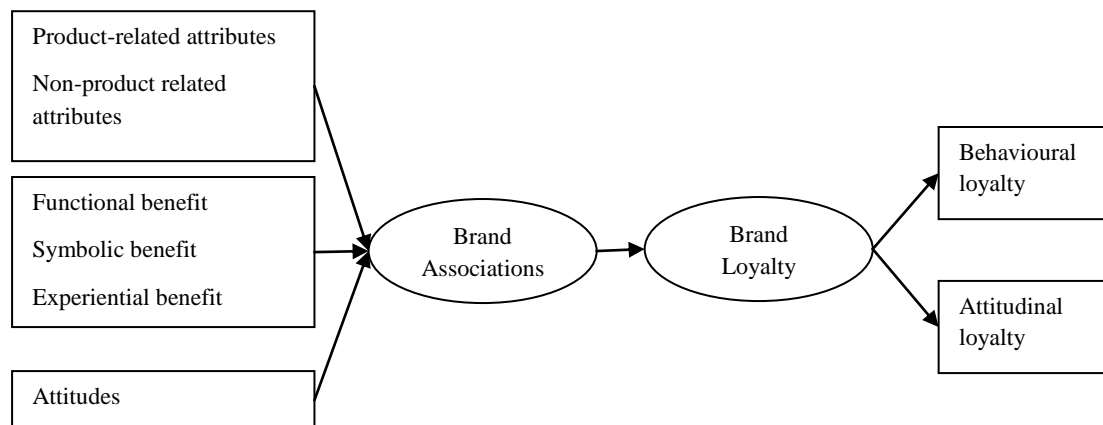 Product-related attributes
Non-product related
attributes
Functional benefit
Symbolic benefit
Experiential benefit
Attitudes
Brand
Associations
Brand
Loyalty
Behavioural
loyalty
Attitudinal
loyalty